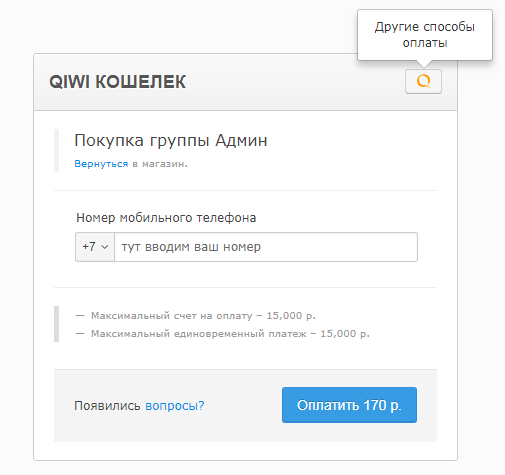 Другие способы
оплаты
QIWI КОШЕЛЕК
Покупка группы Админ
Вернуться в магазин.
Номер мобильного телефона
+7 тут вводим ваш номер
— Максимальный счет на оплату – 15,000 р.
— Максимальный единовременный платеж – 15,000 р.
Появились вопросы? Оплатить 170 р.